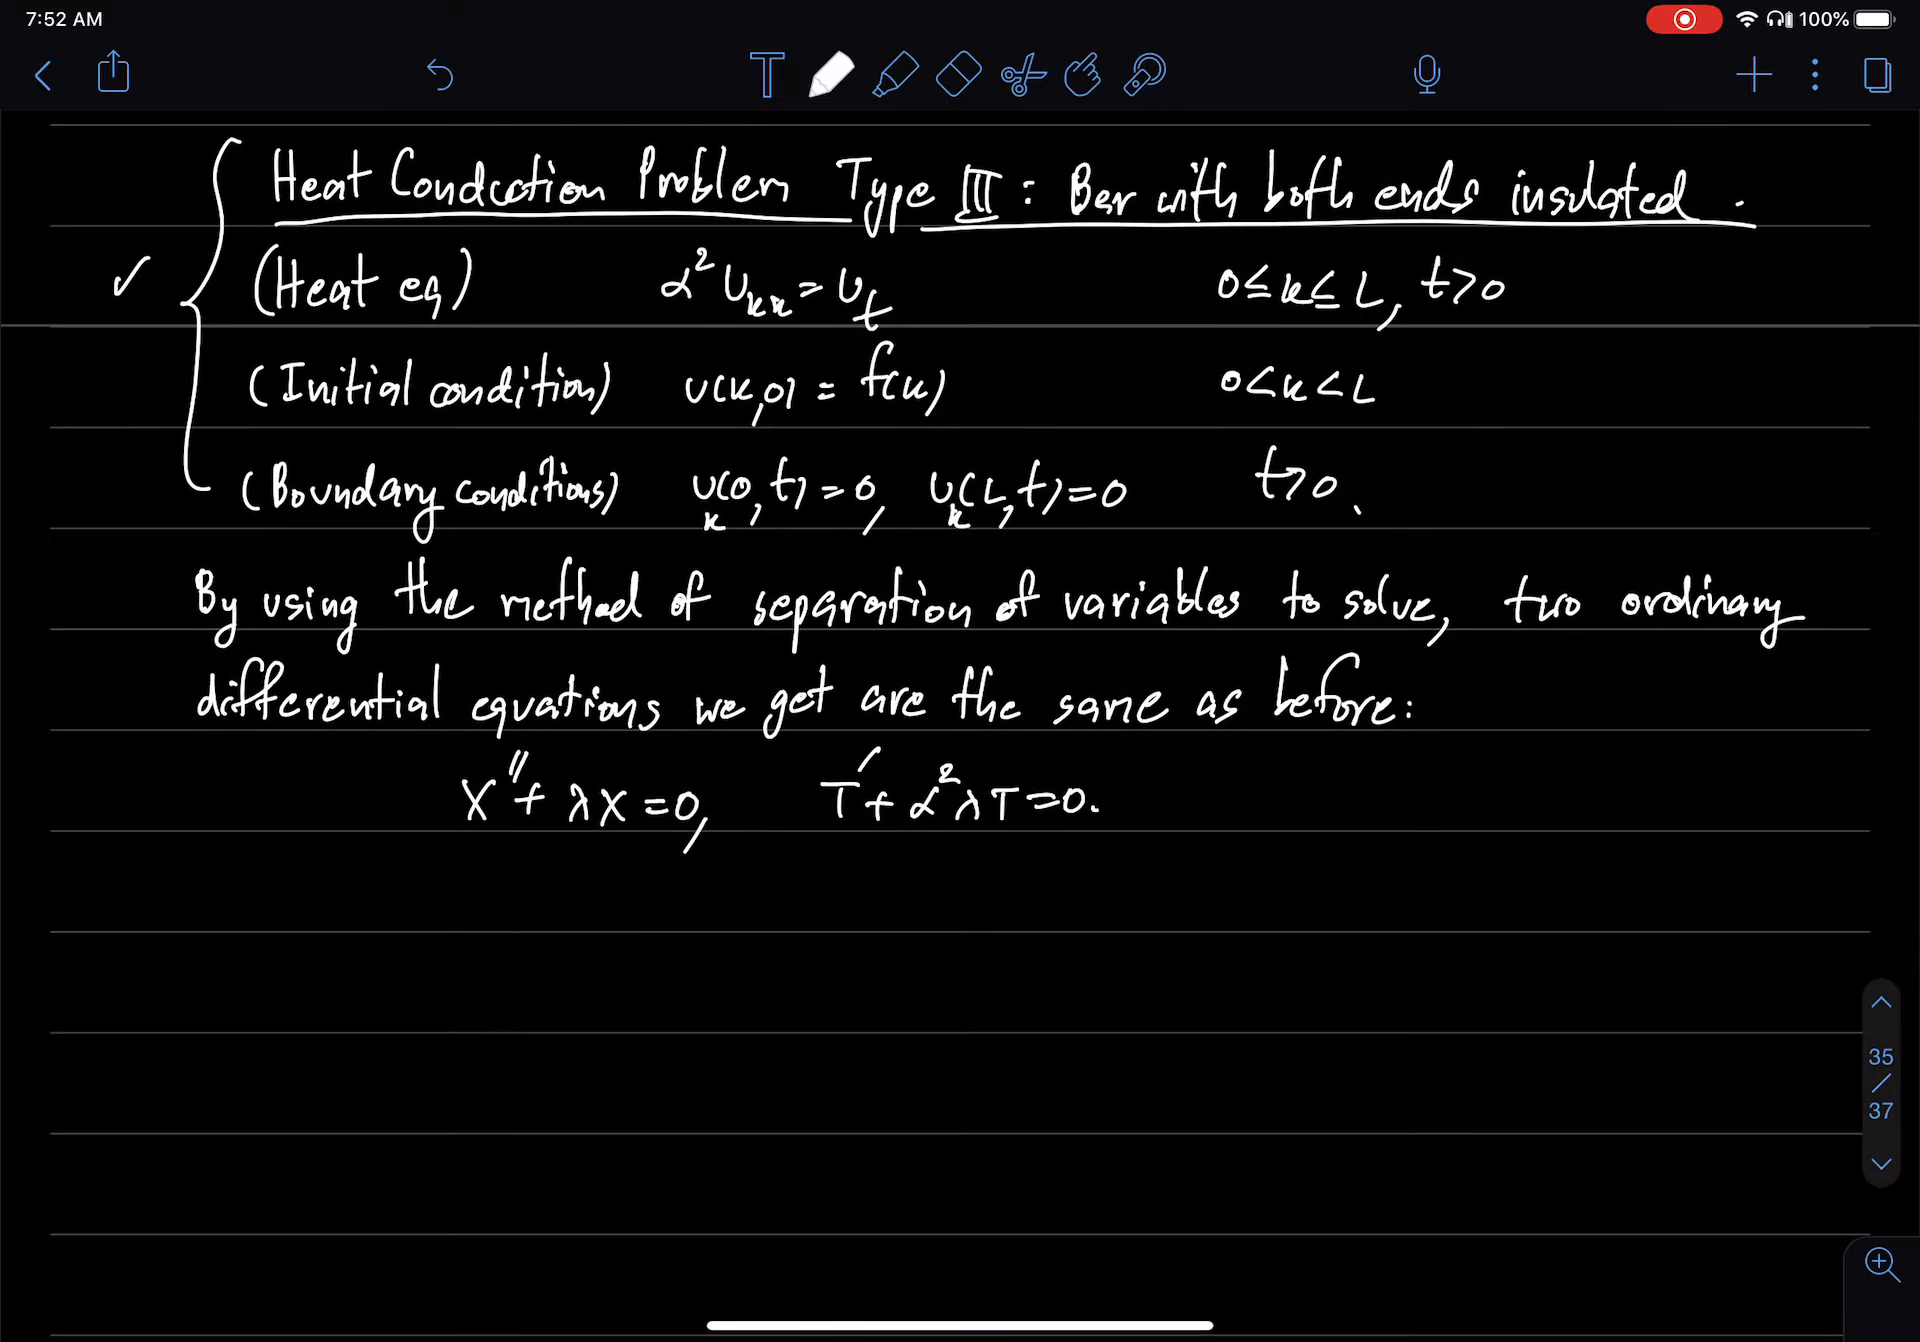 7:52 AM
100%
Heat Conduction Problem Type III : Bar with both ends insulated .
(Heat eq) α² u_xx = u_t 0≤x≤L, t>0
(Initial condition) u(x,0) = f(x) 0<x<L
(Boundary conditions) u_x(0,t)=0, u_x(L,t)=0 t>0.
By using the method of separation of variables to solve, two ordinary
differential equations we get are the same as before:
X'' + λX = 0, T' + α²λT = 0.
35
/
37